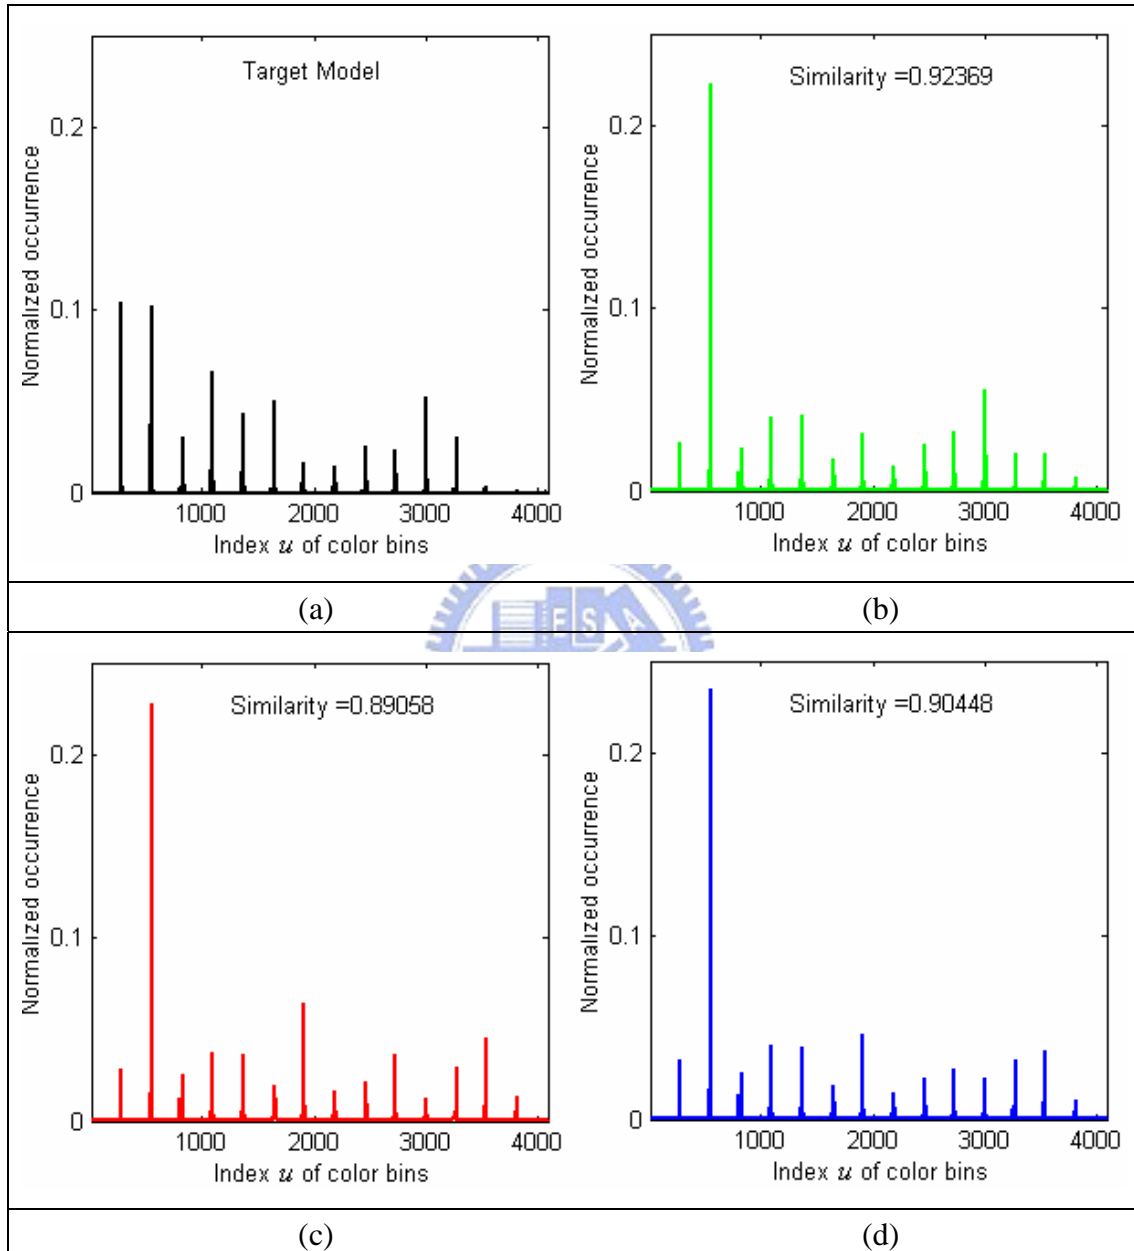 Target Model
Normalized occurrence
0.2
0.1
0
1000 2000 3000 4000
Index u of color bins
(a)
Similarity =0.92369
Normalized occurrence
0.2
0.1
0
1000 2000 3000 4000
Index u of color bins
(b)
ESA
Similarity =0.89058
Normalized occurrence
0.2
0.1
0
1000 2000 3000 4000
Index u of color bins
(c)
Similarity =0.90448
Normalized occurrence
0.2
0.1
0
1000 2000 3000 4000
Index u of color bins
(d)